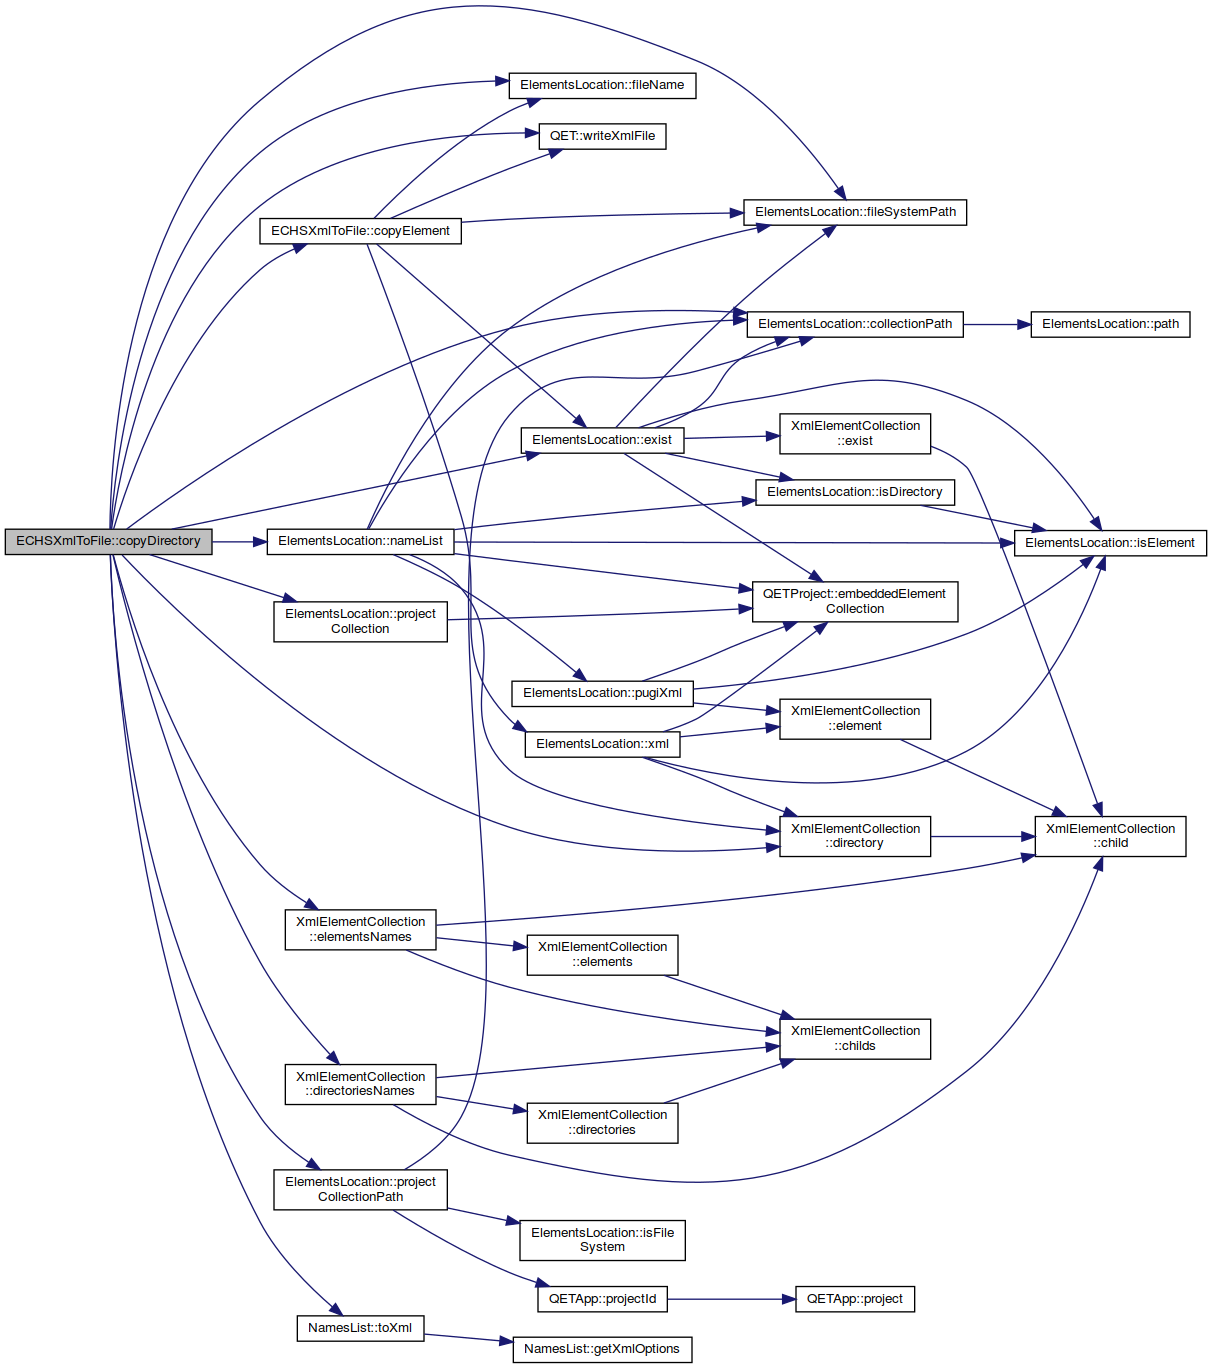 ElementsLocation::fileName
QET::writeXmlFile
ElementsLocation::fileSystemPath
ECHSXmlToFile::copyElement
ElementsLocation::collectionPath
ElementsLocation::path
XmlElementCollection
::exist
ElementsLocation::exist
ElementsLocation::isDirectory
ECHSXmlToFile::copyDirectory
ElementsLocation::nameList
ElementsLocation::isElement
QETProject::embeddedElement
Collection
ElementsLocation::project
Collection
ElementsLocation::pugiXml
XmlElementCollection
::element
ElementsLocation::xml
XmlElementCollection
::directory
XmlElementCollection
::child
XmlElementCollection
::elementsNames
XmlElementCollection
::elements
XmlElementCollection
::childs
XmlElementCollection
::directoriesNames
XmlElementCollection
::directories
ElementsLocation::project
CollectionPath
ElementsLocation::isFile
System
QETApp::projectId
QETApp::project
NamesList::toXml
NamesList::getXmlOptions